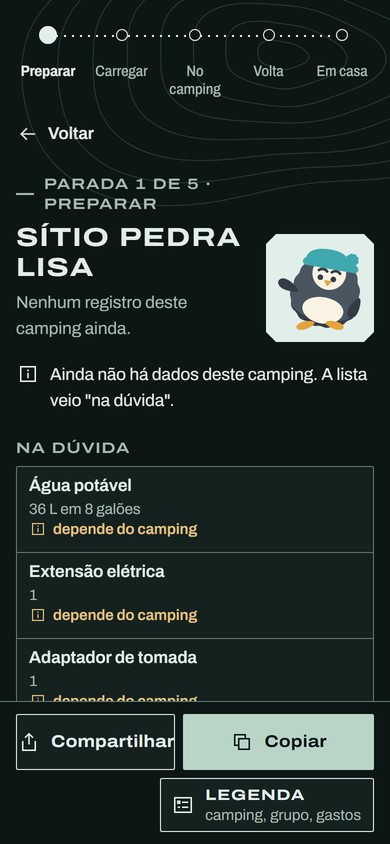 Preparar
Carregar
No
camping
Volta
Em casa
Voltar
PARADA 1 DE 5 ·
PREPARAR
SÍTIO PEDRA
LISA
Nenhum registro deste
camping ainda.
Ainda não há dados deste camping. A lista
veio "na dúvida".
NA DÚVIDA
Água potável
36 L em 8 galões
depende do camping
Extensão elétrica
1
depende do camping
Adaptador de tomada
1
depende do camping
Compartilhar
Copiar
LEGENDA
camping, grupo, gastos